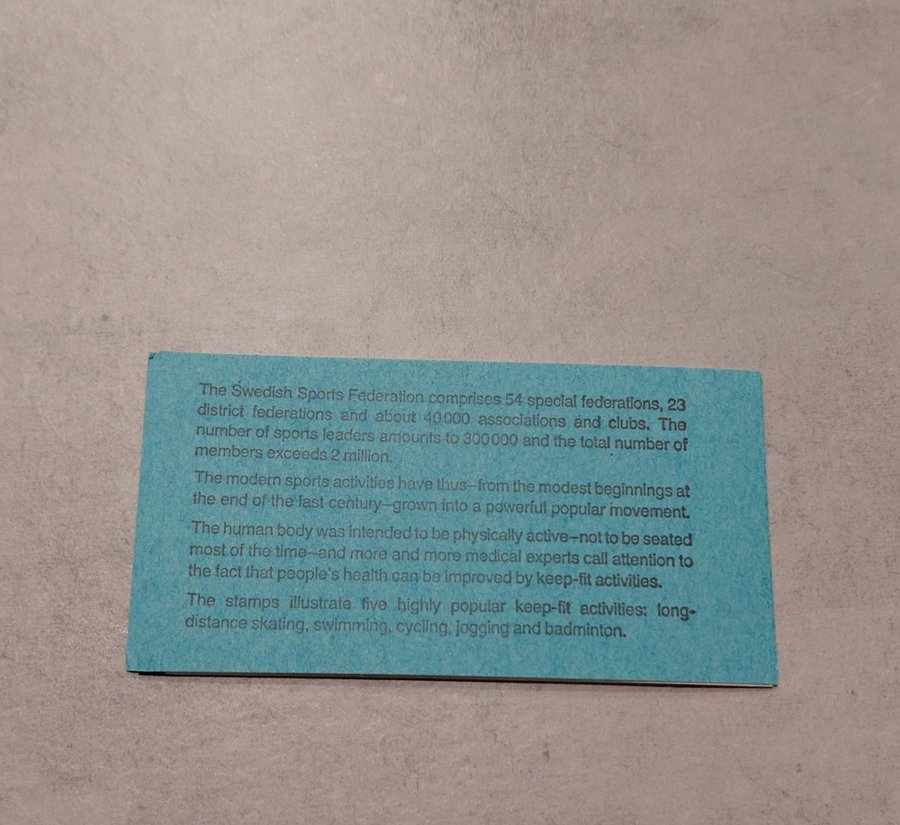 The Swedish Sports Federation comprises 54 special federations, 23
district federations and about 40 000 associations and clubs. The
number of sports leaders amounts to 300 000 and the total number of
members exceeds 2 million.
The modern sports activities have thus—from the modest beginnings at
the end of the last century—grown into a powerful popular movement.
The human body was intended to be physically active—not to be seated
most of the time—and more and more medical experts call attention to
the fact that people's health can be improved by keep-fit activities.
The stamps illustrate five highly popular keep-fit activities: long-
distance skating, swimming, cycling, jogging and badminton.